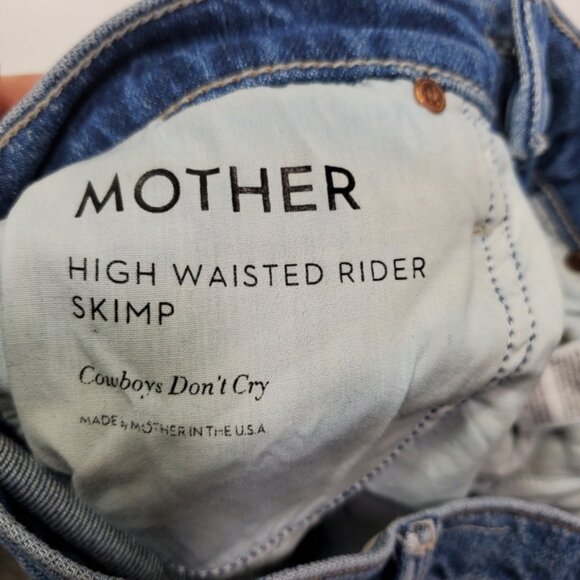 MOTHER
HIGH WAISTED RIDER
SKIMP
Cowboys Don't Cry
MADE by MOTHER IN THE U.S.A